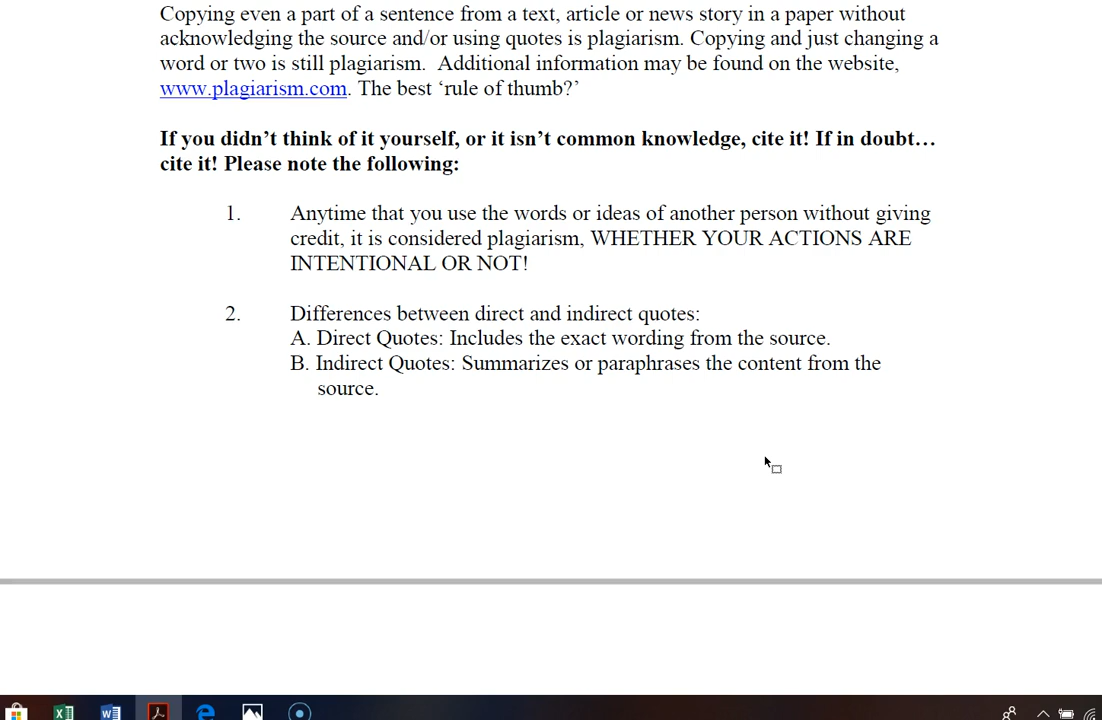 Copying even a part of a sentence from a text, article or news story in a paper without
acknowledging the source and/or using quotes is plagiarism. Copying and just changing a
word or two is still plagiarism.  Additional information may be found on the website,
www.plagiarism.com. The best ‘rule of thumb?’
If you didn’t think of it yourself, or it isn’t common knowledge, cite it! If in doubt…
cite it! Please note the following:
1. Anytime that you use the words or ideas of another person without giving
credit, it is considered plagiarism, WHETHER YOUR ACTIONS ARE
INTENTIONAL OR NOT!
2. Differences between direct and indirect quotes:
A. Direct Quotes: Includes the exact wording from the source.
B. Indirect Quotes: Summarizes or paraphrases the content from the
source.